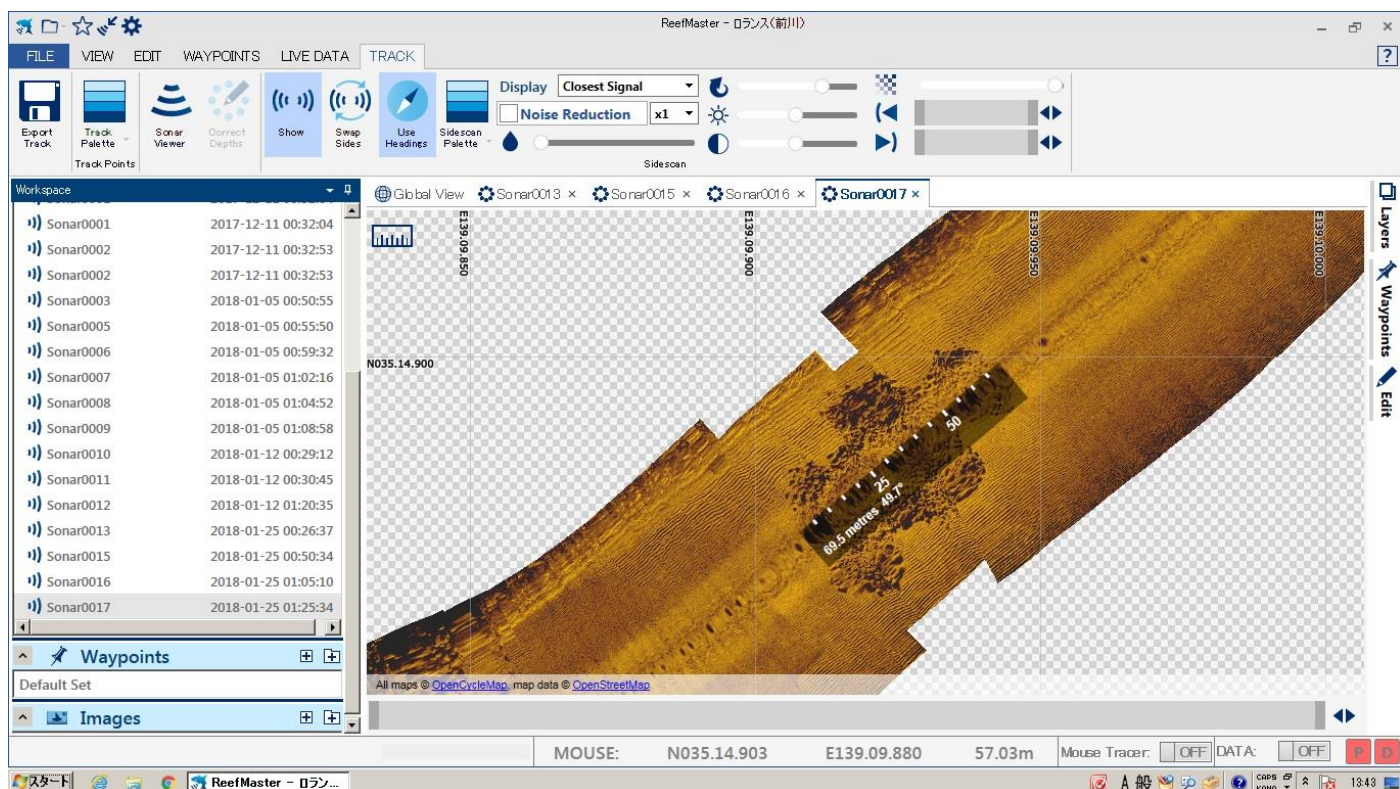 ReefMaster - ロランス(前川)
FILE VIEW EDIT WAYPOINTS LIVE DATA TRACK
?
Export Track
Track Palette
Sonar Viewer
Correct Depths
Show
Swap Sides
Use Headings
Sidescan Palette
Display Closest Signal
Noise Reduction x1
Track Points
Sidescan
Workspace
Global View Sonar0013 × Sonar0015 × Sonar0016 × Sonar0017 ×
Sonar0001 2017-12-11 00:32:04
Sonar0002 2017-12-11 00:32:53
Sonar0002 2017-12-11 00:32:53
Sonar0003 2018-01-05 00:50:55
Sonar0005 2018-01-05 00:55:50
Sonar0006 2018-01-05 00:59:32
Sonar0007 2018-01-05 01:02:16
Sonar0008 2018-01-05 01:04:52
Sonar0009 2018-01-05 01:08:58
Sonar0010 2018-01-12 00:29:12
Sonar0011 2018-01-12 00:30:45
Sonar0012 2018-01-12 01:20:35
Sonar0013 2018-01-25 00:26:37
Sonar0015 2018-01-25 00:50:34
Sonar0016 2018-01-25 01:05:10
Sonar0017 2018-01-25 01:25:34
Waypoints
Default Set
Images
E139.09.850
E139.09.900
E139.09.950
E139.10.000
N035.14.900
50
25
69.5 metres 49.7°
All maps © OpenCycleMap, map data © OpenStreetMap
Layers
Waypoints
Edit
MOUSE: N035.14.903 E139.09.880 57.03m Mouse Tracer: OFF DATA: OFF P D
スタート ReefMaster - ロラン... A 般 CAPS KANA 13:43